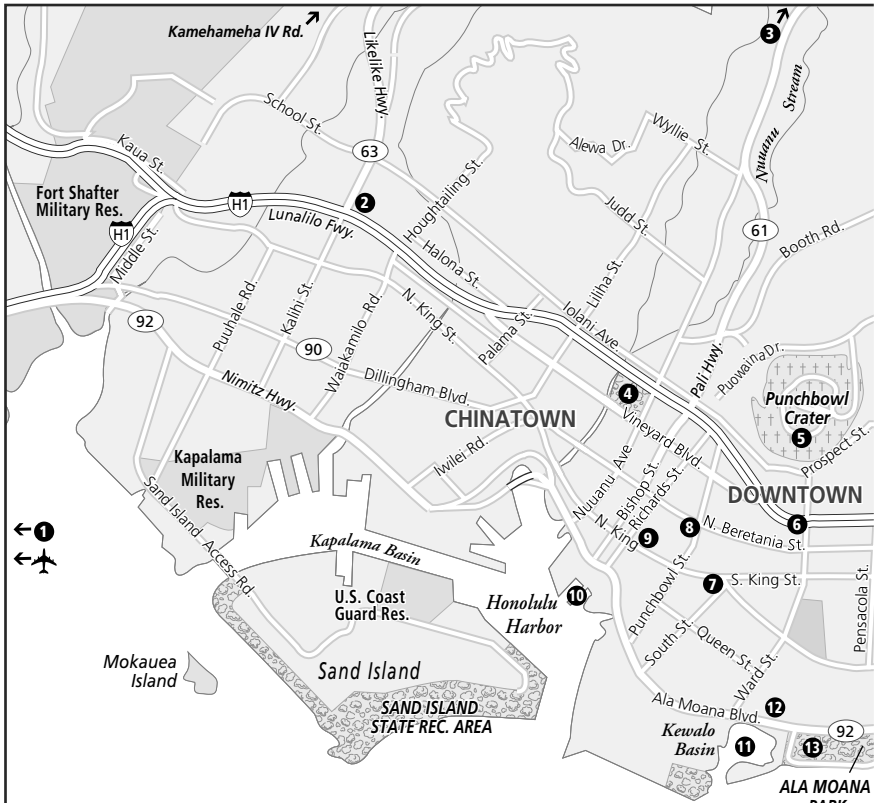 Kamehameha IV Rd.
Likelike Hwy.
3
Nuuanu Stream
School St.
Kaua St.
63
Alewa Dr.
Wyllie St.
Fort Shafter
Military Res.
H1
H1
Middle St.
Lunalilo Fwy.
2
Houghtailing St.
Halona St.
Judd St.
Liliha St.
61
Booth Rd.
92
Puuhale Rd.
Kalihi St.
Waiakamilo Rd.
90
N. King St.
Palama St.
Iolani Ave.
Pali Hwy.
Puowaina Dr.
Nimitz Hwy.
Dillingham Blvd.
CHINATOWN
4
Vineyard Blvd.
Punchbowl
Crater
5
Prospect St.
Iwilei Rd
Kapalama
Military
Res.
Nuuanu Ave
Bishop St.
Richards St.
DOWNTOWN
6
Sand Island Access Rd
1
Kapalama Basin
N. King
9
8
N. Beretania St.
7
S. King St.
U.S. Coast
Guard Res.
Honolulu
Harbor
10
Punchbowl St.
South St.
Queen St.
Ward St.
Pensacola St.
Mokauea
Island
Sand Island
SAND ISLAND
STATE REC. AREA
Ala Moana Blvd.
12
92
Kewalo
Basin
11
13
ALA MOANA
PARK